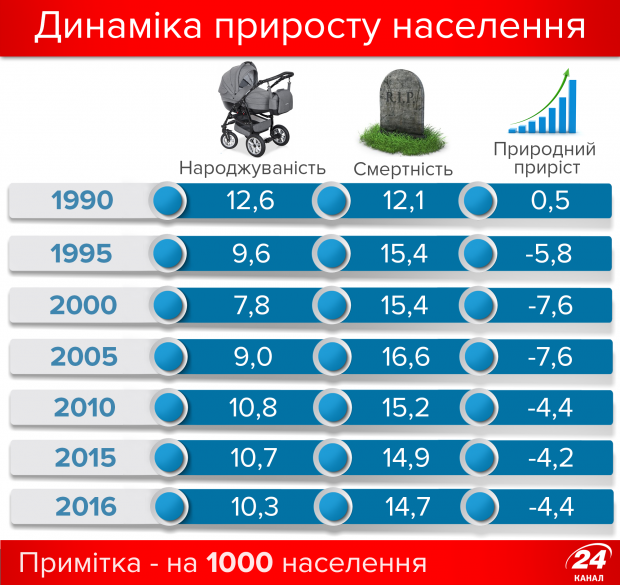 Динаміка приросту населення
R.I.P.
Народжуваність
Смертність
Природний
приріст
1990 12,6 12,1 0,5
1995 9,6 15,4 -5,8
2000 7,8 15,4 -7,6
2005 9,0 16,6 -7,6
2010 10,8 15,2 -4,4
2015 10,7 14,9 -4,2
2016 10,3 14,7 -4,4
Примітка - на 1000 населення
24
КАНАЛ